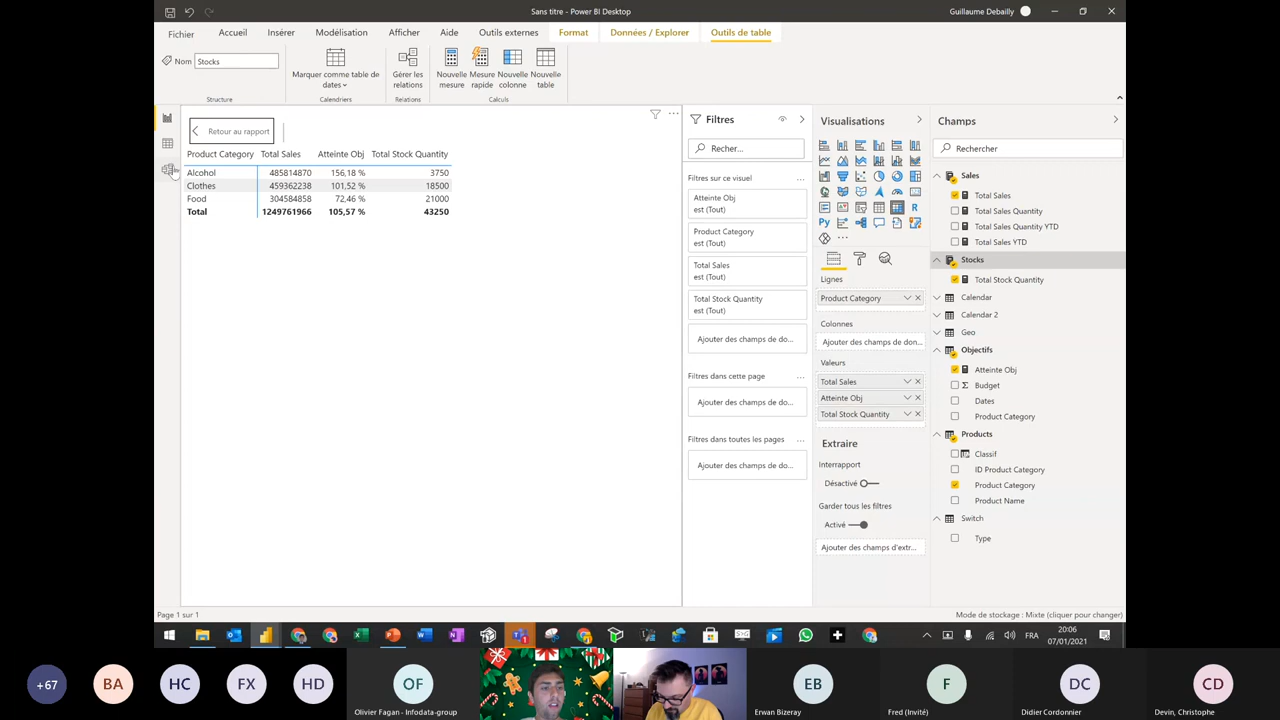 Sans titre - Power BI Desktop
Guillaume Debailly
Fichier
Accueil
Insérer
Modélisation
Afficher
Aide
Outils externes
Format
Données / Explorer
Outils de table
Nom
Stocks
Marquer comme table de
dates
Gérer les
relations
Nouvelle
mesure
Mesure
rapide
Nouvelle
colonne
Nouvelle
table
Structure
Calendriers
Relations
Calculs
Retour au rapport
Product Category Total Sales Atteinte Obj Total Stock Quantity
Alcohol 485814870 156,18 % 3750
Clothes 459362238 101,52 % 18500
Food 304584858 72,46 % 21000
Total 1249761966 105,57 % 43250
Filtres
Recher...
Filtres sur ce visuel
Atteinte Obj
est (Tout)
Product Category
est (Tout)
Total Sales
est (Tout)
Total Stock Quantity
est (Tout)
Ajouter des champs de do...
Filtres dans cette page
Ajouter des champs de do...
Filtres dans toutes les pages
Ajouter des champs de do...
Visualisations
R
Py
Lignes
Product Category
Colonnes
Ajouter des champs de don...
Valeurs
Total Sales
Atteinte Obj
Total Stock Quantity
Extraire
Interrapport
Désactivé
Garder tous les filtres
Activé
Ajouter des champs d'extr...
Champs
Rechercher
Sales
Total Sales
Total Sales Quantity
Total Sales Quantity YTD
Total Sales YTD
Stocks
Total Stock Quantity
Calendar
Calendar 2
Geo
Objectifs
Atteinte Obj
Budget
Dates
Product Category
Products
Classif
ID Product Category
Product Category
Product Name
Switch
Type
Page 1 sur 1
Mode de stockage : Mixte (cliquer pour changer)
FRA
20:06
07/01/2021
+67
BA
HC
FX
HD
OF
Olivier Fagan - Infodata-group
EB
Erwan Bizeray
F
Fred (Invité)
DC
Didier Cordonnier
CD
Devin, Christophe